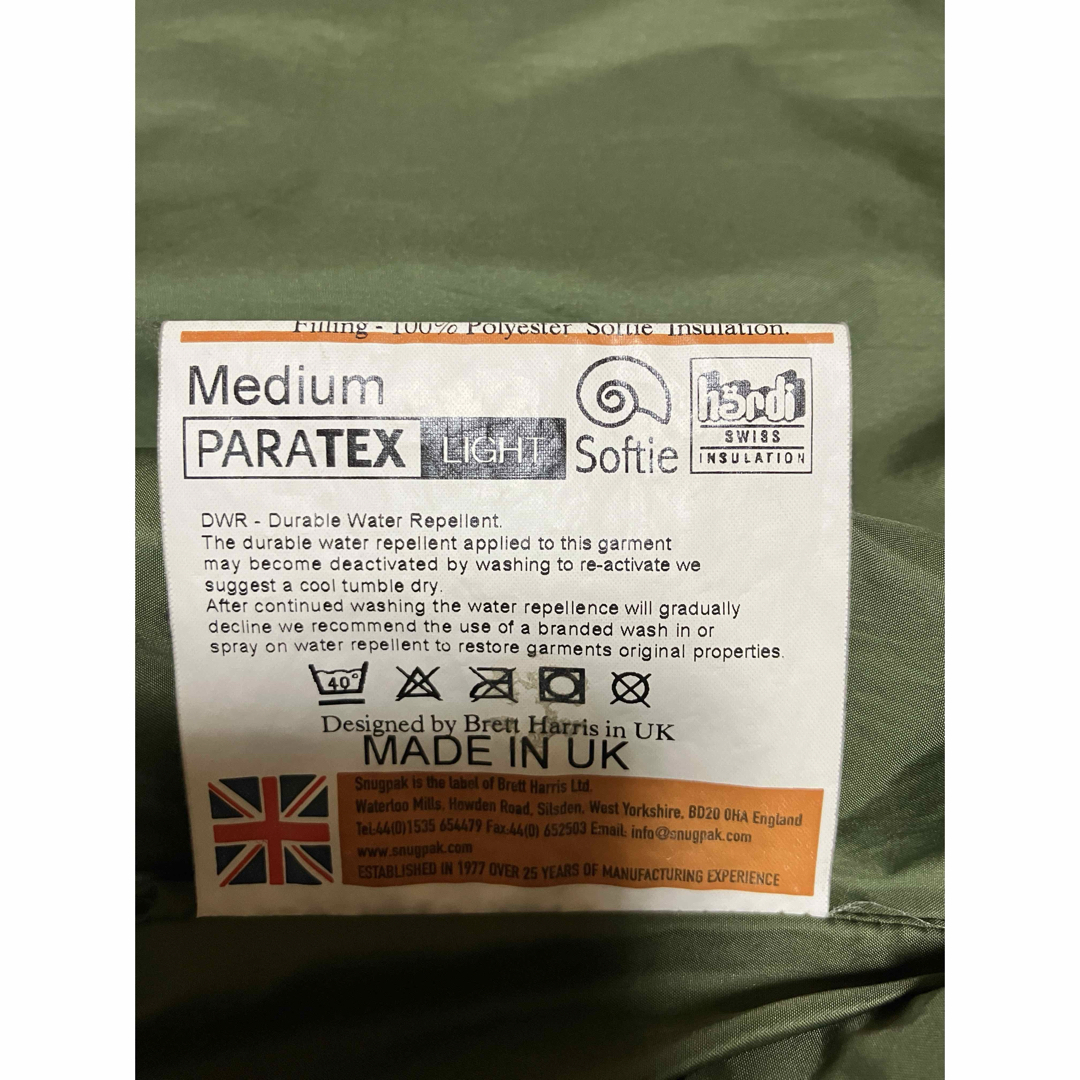 Filling - 100% Polyester Softie Insulation.
Medium
PARATEX LIGHT
Softie
härdi
SWISS
INSULATION
DWR - Durable Water Repellent.
The durable water repellent applied to this garment
may become deactivated by washing to re-activate we
suggest a cool tumble dry.
After continued washing the water repellence will gradually
decline we recommend the use of a branded wash in or
spray on water repellent to restore garments original properties.
40°
Designed by Brett Harris in UK
MADE IN UK
Snugpak is the label of Brett Harris Ltd.
Waterloo Mills, Howden Road, Silsden, West Yorkshire, BD20 0HA England
Tel:44(0)1535 654479 Fax.44(0) 652503 Email: info@snugpak.com
www.snugpak.com
ESTABLISHED IN 1977 OVER 25 YEARS OF MANUFACTURING EXPERIENCE